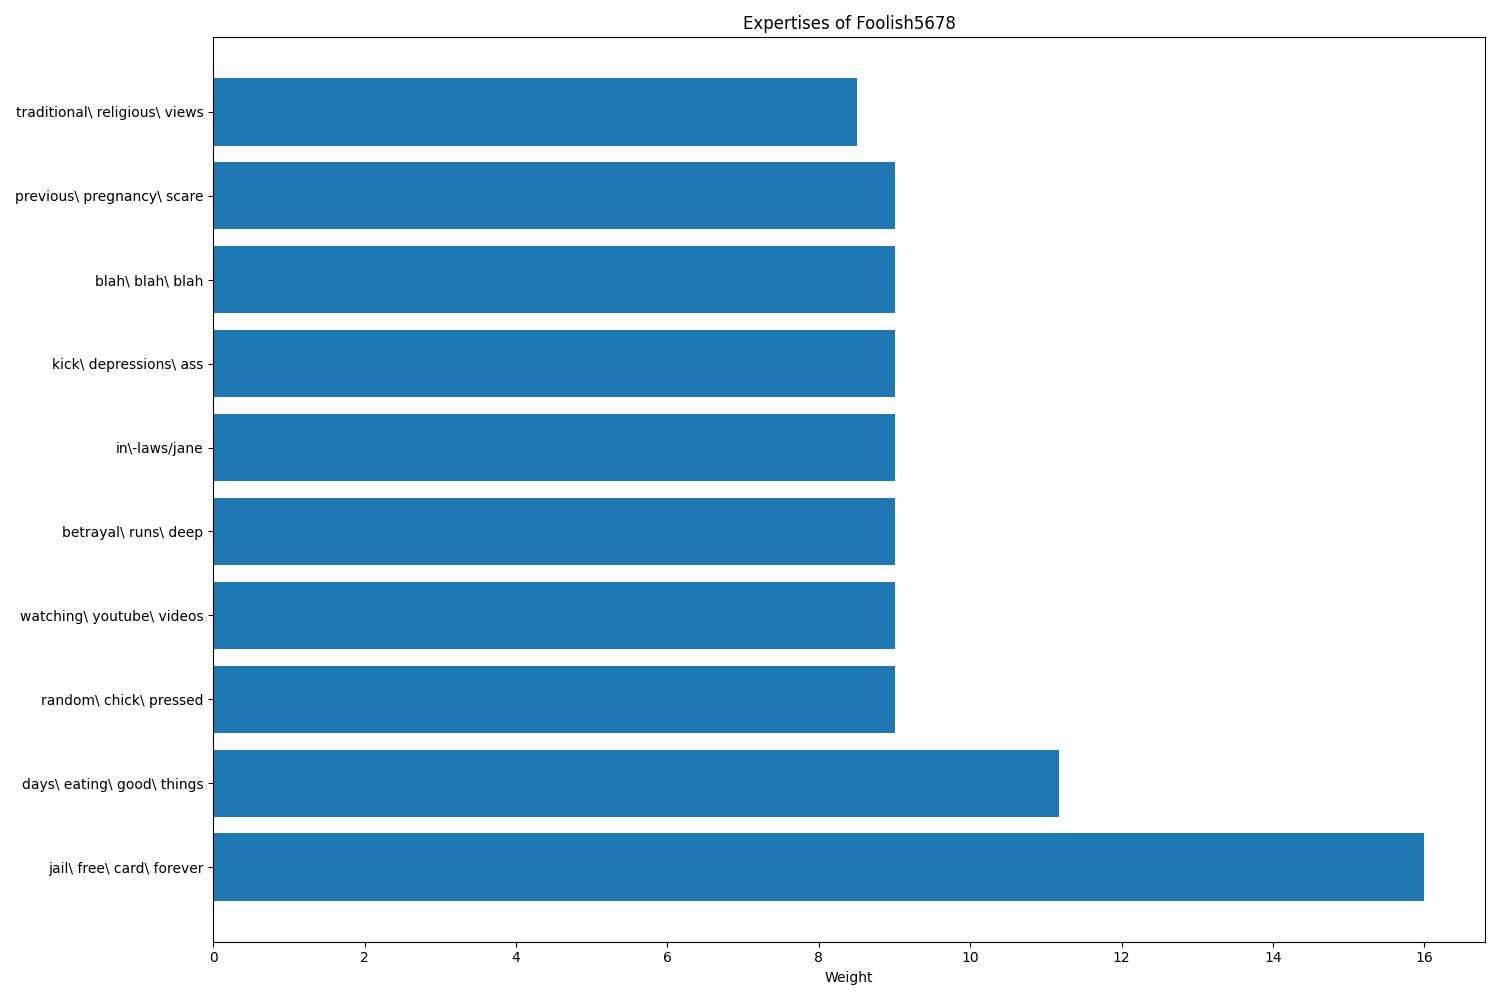 Expertises of Foolish5678
traditional\ religious\ views
previous\ pregnancy\ scare
blah\ blah\ blah
kick\ depressions\ ass
in\-laws/jane
betrayal\ runs\ deep
watching\ youtube\ videos
random\ chick\ pressed
days\ eating\ good\ things
jail\ free\ card\ forever
0 2 4 6 8 10 12 14 16
Weight